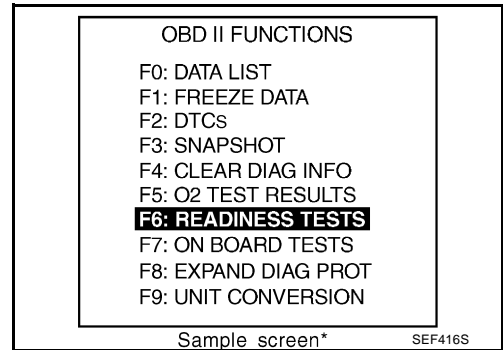 OBD II FUNCTIONS
F0: DATA LIST
F1: FREEZE DATA
F2: DTCs
F3: SNAPSHOT
F4: CLEAR DIAG INFO
F5: O2 TEST RESULTS
F6: READINESS TESTS
F7: ON BOARD TESTS
F8: EXPAND DIAG PROT
F9: UNIT CONVERSION
Sample screen* SEF416S